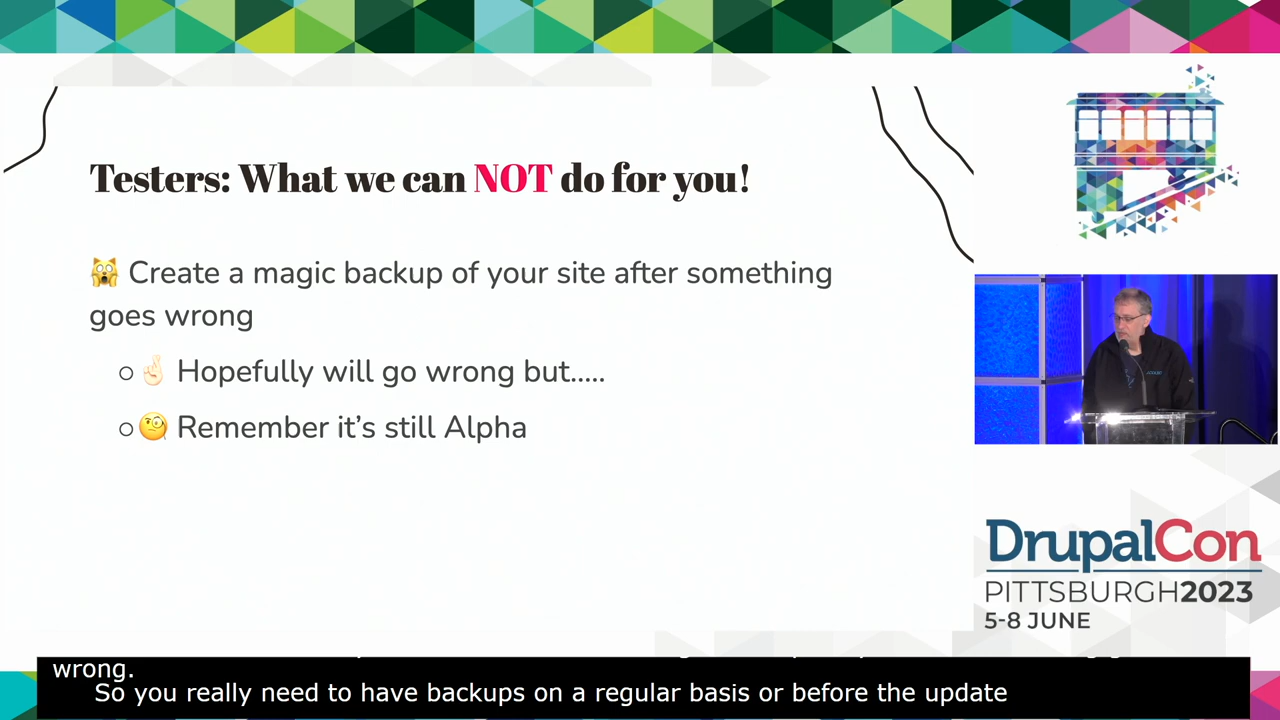 Testers: What we can NOT do for you!
🙀 Create a magic backup of your site after something
goes wrong
○🤞🏻 Hopefully will go wrong but.....
○🧐 Remember it's still Alpha
DrupalCon
PITTSBURGH2023
5-8 JUNE
wrong.
So you really need to have backups on a regular basis or before the update